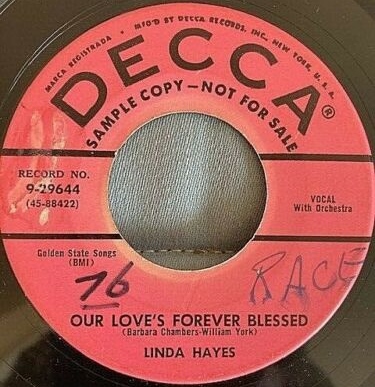 MARCA REGISTRADA • MFD BY DECCA RECORDS, INC., NEW YORK, U. S. A.
DECCA®
SAMPLE COPY—NOT FOR SALE
RECORD NO.
9-29644
(45-88422)
VOCAL
With Orchestra
Golden State Songs
(BMI)
76
RACE
OUR LOVE'S FOREVER BLESSED
(Barbara Chambers-William York)
LINDA HAYES